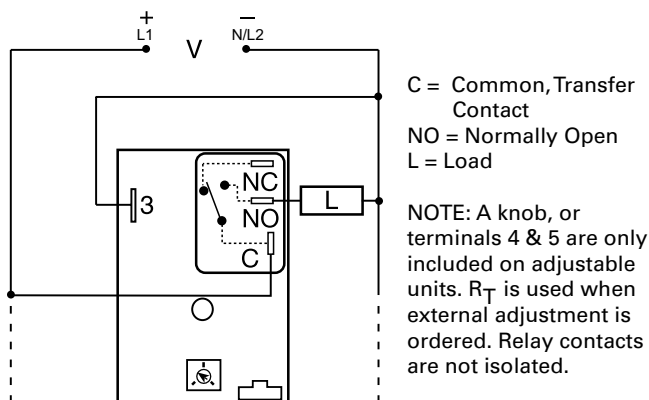 +
−
L1
V
N/L2
3
NC
NO
C
L
C = Common, Transfer
Contact
NO = Normally Open
L = Load
NOTE: A knob, or
terminals 4 & 5 are only
included on adjustable
units. RT is used when
external adjustment is
ordered. Relay contacts
are not isolated.